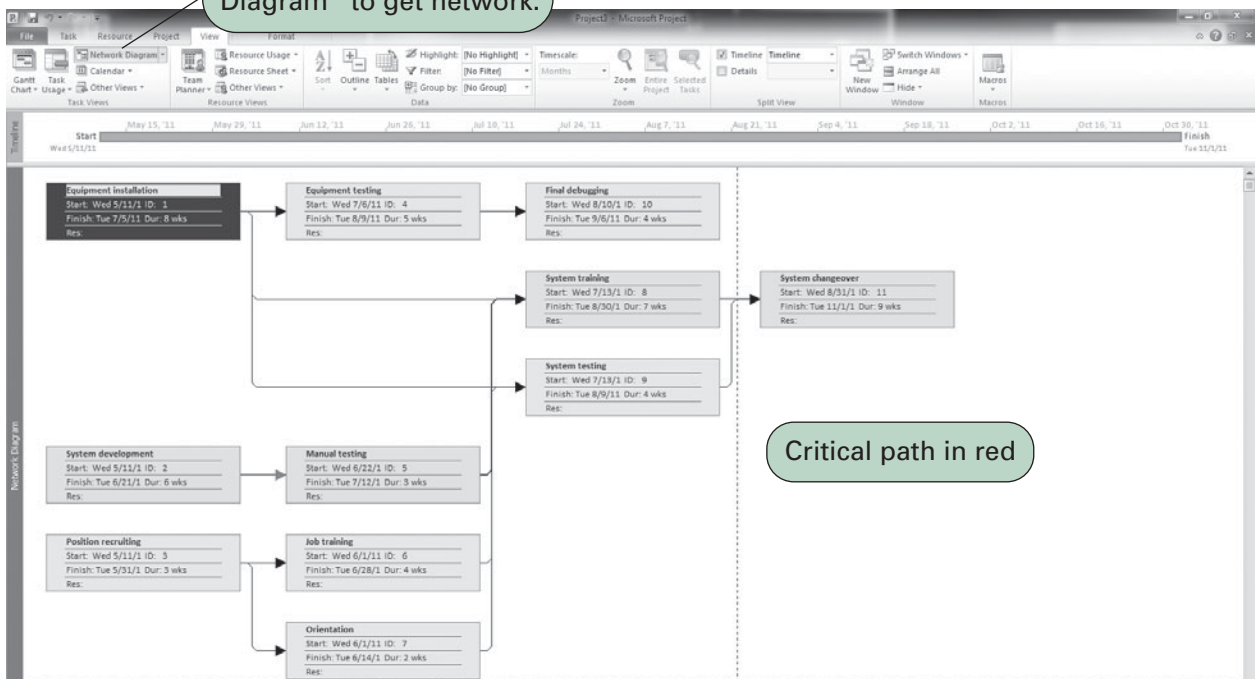 Diagram" to get network.
Project3 - Microsoft Project
File Task Resource Project View Format
Network Diagram
Calendar
Other Views
Gantt Chart
Task Usage
Task Views
Team Planner
Resource Usage
Resource Sheet
Other Views
Resource Views
Sort
Outline
Tables
Highlight: [No Highlight]
Filter: [No Filter]
Group by: [No Group]
Data
Timescale:
Months
Zoom
Entire Project
Selected Tasks
Zoom
Timeline Timeline
Details
Split View
New Window
Switch Windows
Arrange All
Hide
Window
Macros
Macros
Timeline
May 15, '11 May 29, '11 Jun 12, '11 Jun 26, '11 Jul 10, '11 Jul 24, '11 Aug 7, '11 Aug 21, '11 Sep 4, '11 Sep 18, '11 Oct 2, '11 Oct 16, '11 Oct 30, '11
Start
Wed 5/11/11
Finish
Tue 11/1/11
Network Diagram
Equipment installation
Start: Wed 5/11/1 ID: 1
Finish: Tue 7/5/11 Dur: 8 wks
Res:
Equipment testing
Start: Wed 7/6/11 ID: 4
Finish: Tue 8/9/11 Dur: 5 wks
Res:
Final debugging
Start: Wed 8/10/1 ID: 10
Finish: Tue 9/6/11 Dur: 4 wks
Res:
System training
Start: Wed 7/13/1 ID: 8
Finish: Tue 8/30/1 Dur: 7 wks
Res:
System changeover
Start: Wed 8/31/1 ID: 11
Finish: Tue 11/1/1 Dur: 9 wks
Res:
System testing
Start: Wed 7/13/1 ID: 9
Finish: Tue 8/9/11 Dur: 4 wks
Res:
Critical path in red
System development
Start: Wed 5/11/1 ID: 2
Finish: Tue 6/21/1 Dur: 6 wks
Res:
Manual testing
Start: Wed 6/22/1 ID: 5
Finish: Tue 7/12/1 Dur: 3 wks
Res:
Position recruiting
Start: Wed 5/11/1 ID: 3
Finish: Tue 5/31/1 Dur: 3 wks
Res:
Job training
Start: Wed 6/1/11 ID: 6
Finish: Tue 6/28/1 Dur: 4 wks
Res:
Orientation
Start: Wed 6/1/11 ID: 7
Finish: Tue 6/14/1 Dur: 2 wks
Res: